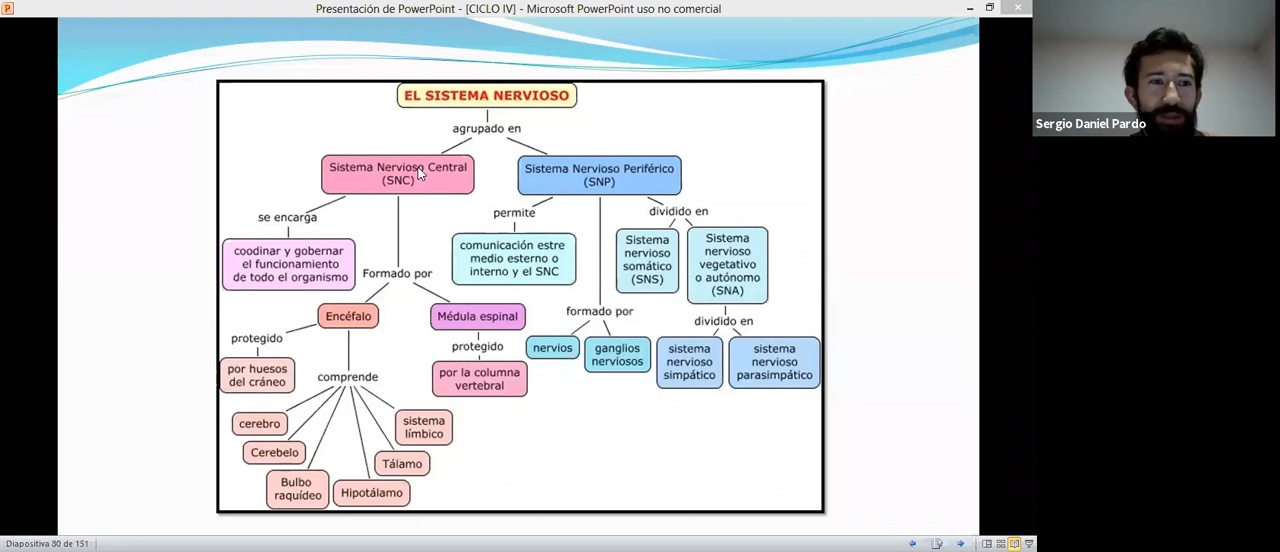 Presentación de PowerPoint - [CICLO IV] - Microsoft PowerPoint uso no comercial
Sergio Daniel Pardo
EL SISTEMA NERVIOSO
agrupado en
Sistema Nervioso Central
(SNC)
Sistema Nervioso Periférico
(SNP)
se encarga
coodinar y gobernar
el funcionamiento
de todo el organismo
Formado por
Encéfalo
protegido
por huesos
del cráneo
comprende
cerebro
Cerebelo
Bulbo
raquídeo
Hipotálamo
Tálamo
sistema
límbico
Médula espinal
protegido
por la columna
vertebral
permite
comunicación estre
medio esterno o
interno y el SNC
formado por
nervios
ganglios
nerviosos
dividido en
Sistema
nervioso
somático
(SNS)
Sistema
nervioso
vegetativo
o autónomo
(SNA)
dividido en
sistema
nervioso
simpático
sistema
nervioso
parasimpático
Diapositiva 80 de 151